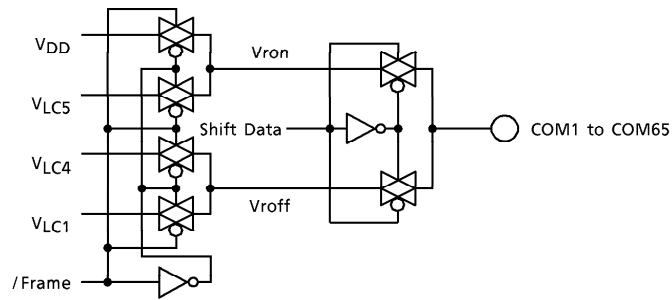 VDD
Vron
VLC5
Shift Data
COM1 to COM65
VLC4
Vroff
VLC1
/Frame